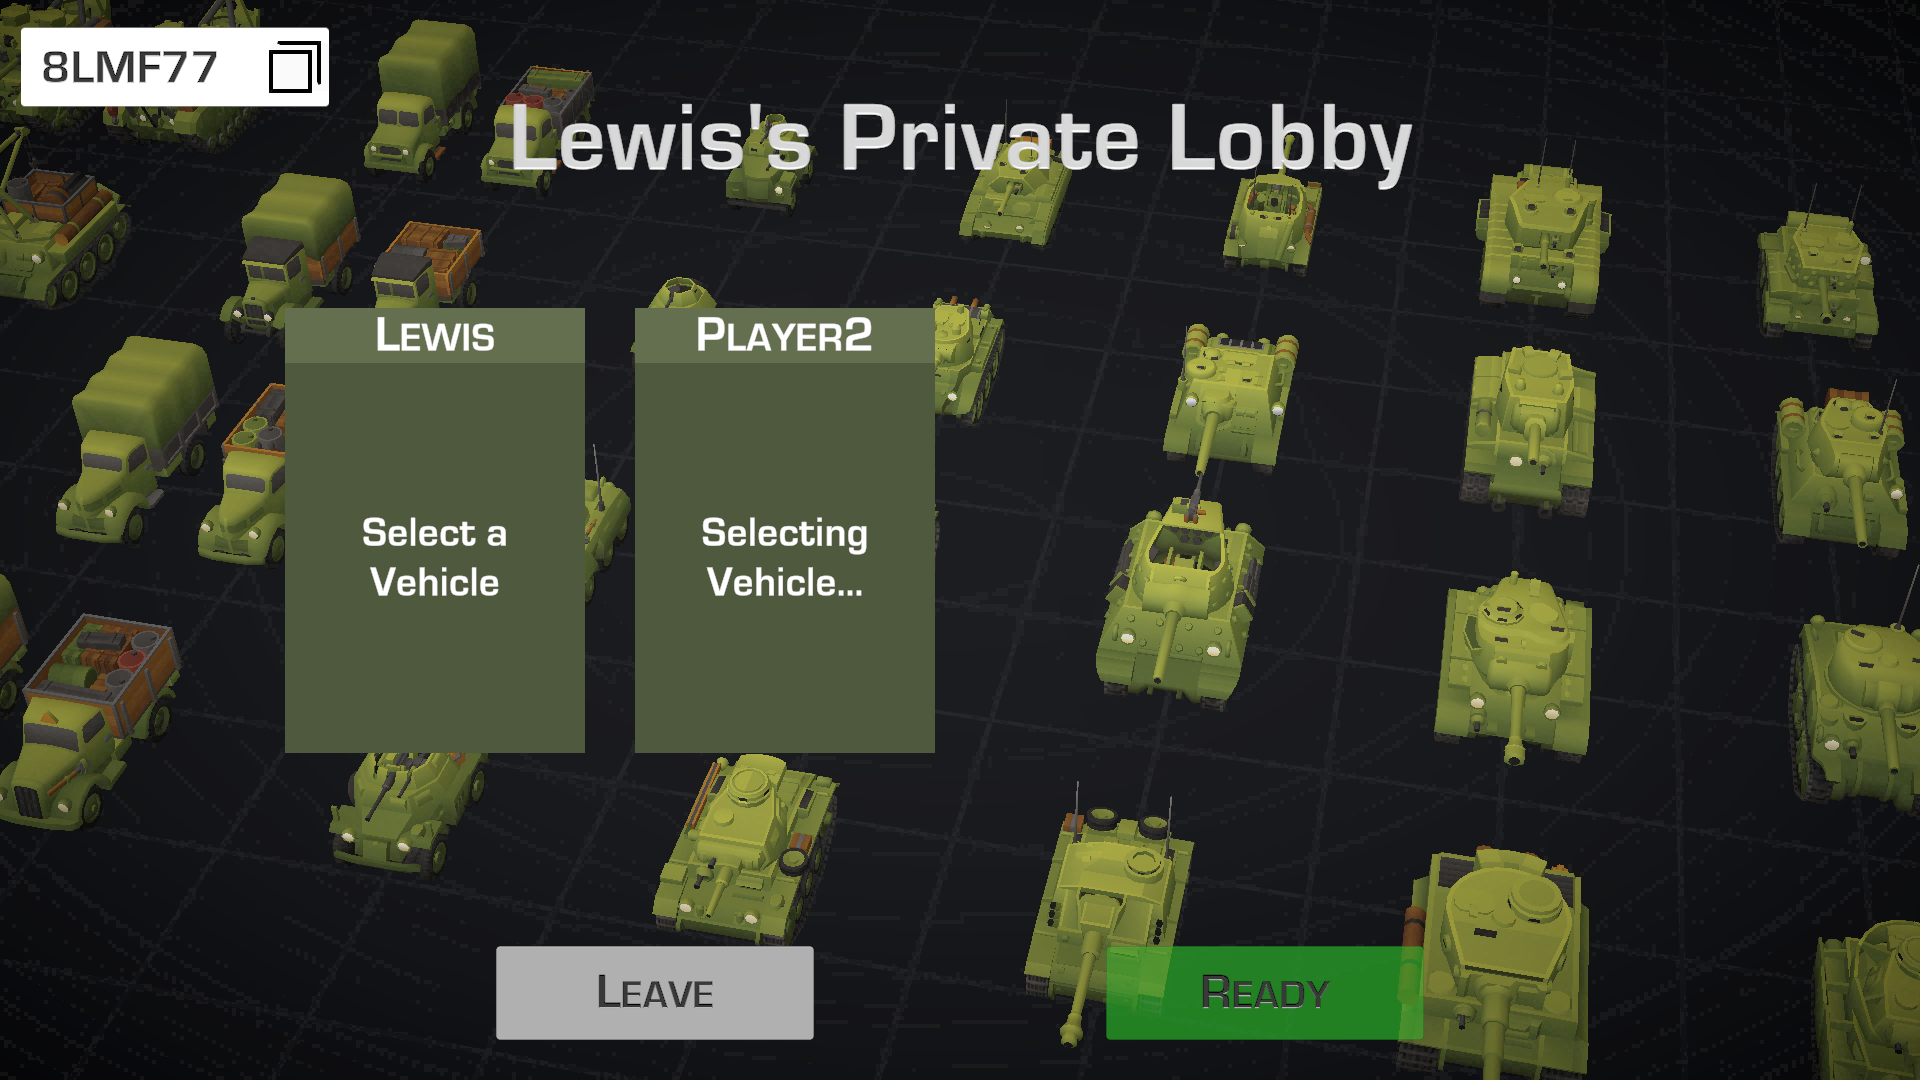 8LMF77
Lewis's Private Lobby
LEWIS
Select a
Vehicle
PLAYER2
Selecting
Vehicle...
LEAVE
READY